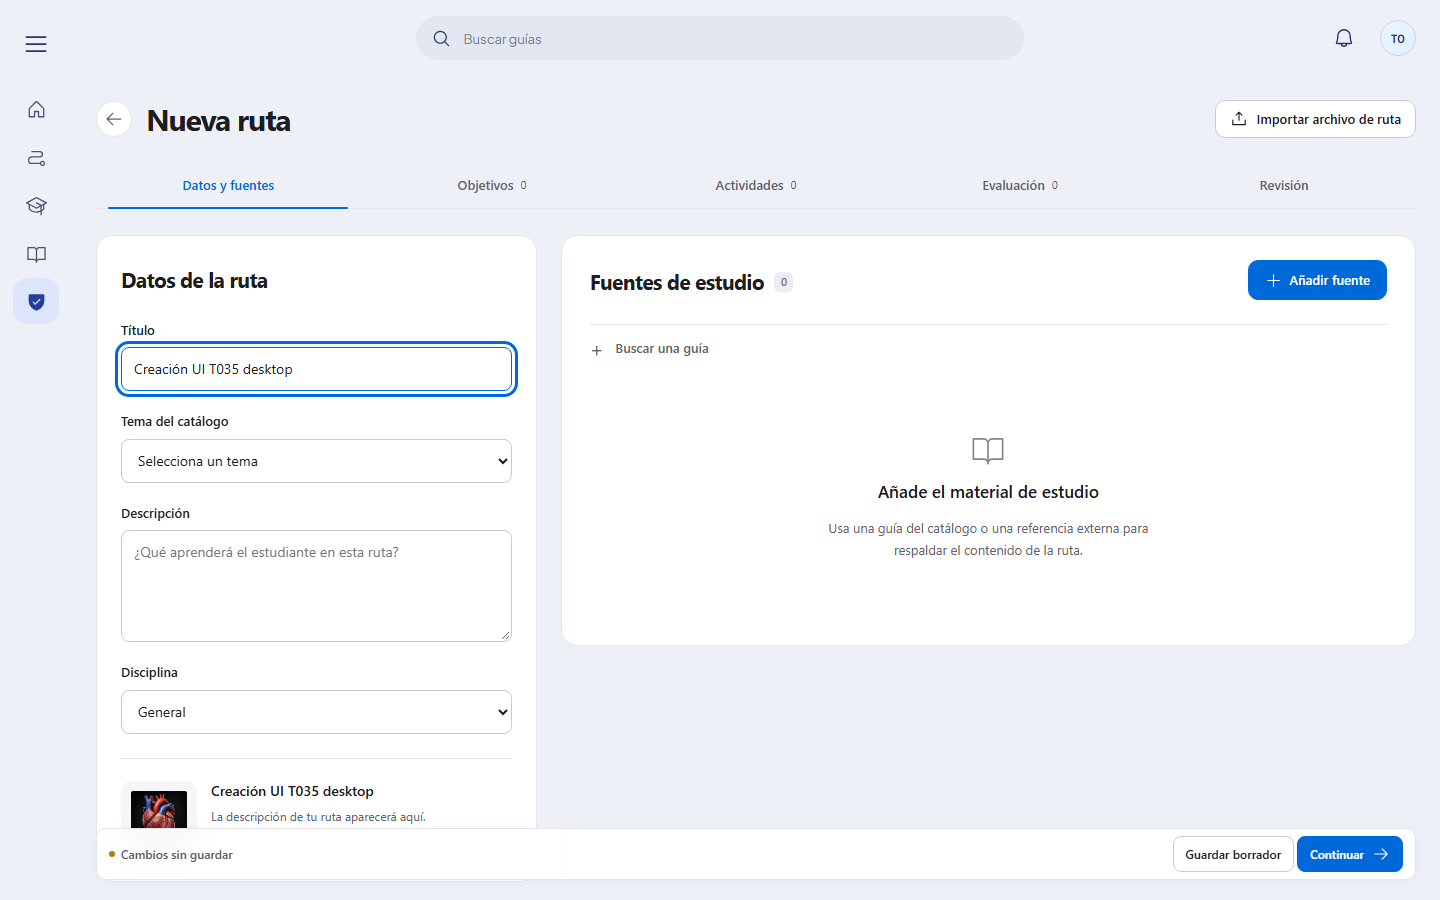 Buscar guías
TO
Nueva ruta
Importar archivo de ruta
Datos y fuentes
Objetivos 0
Actividades 0
Evaluación 0
Revisión
Datos de la ruta
Título
Creación UI T035 desktop
Tema del catálogo
Selecciona un tema
Descripción
¿Qué aprenderá el estudiante en esta ruta?
Disciplina
General
Creación UI T035 desktop
La descripción de tu ruta aparecerá aquí.
Fuentes de estudio 0
Añadir fuente
Buscar una guía
Añade el material de estudio
Usa una guía del catálogo o una referencia externa para
respaldar el contenido de la ruta.
Cambios sin guardar
Guardar borrador
Continuar